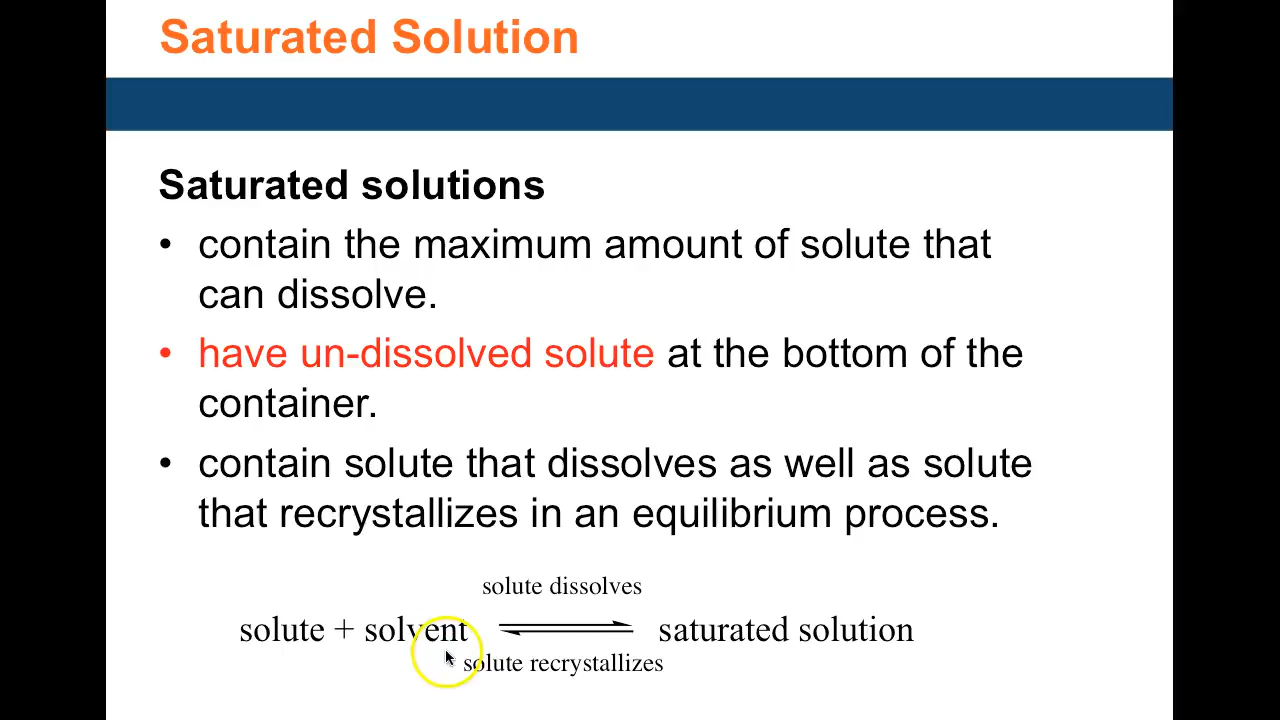 Saturated Solution
Saturated solutions
• contain the maximum amount of solute that
can dissolve.
• have un-dissolved solute at the bottom of the
container.
• contain solute that dissolves as well as solute
that recrystallizes in an equilibrium process.
solute dissolves
solute + solvent ⇌ saturated solution
solute recrystallizes